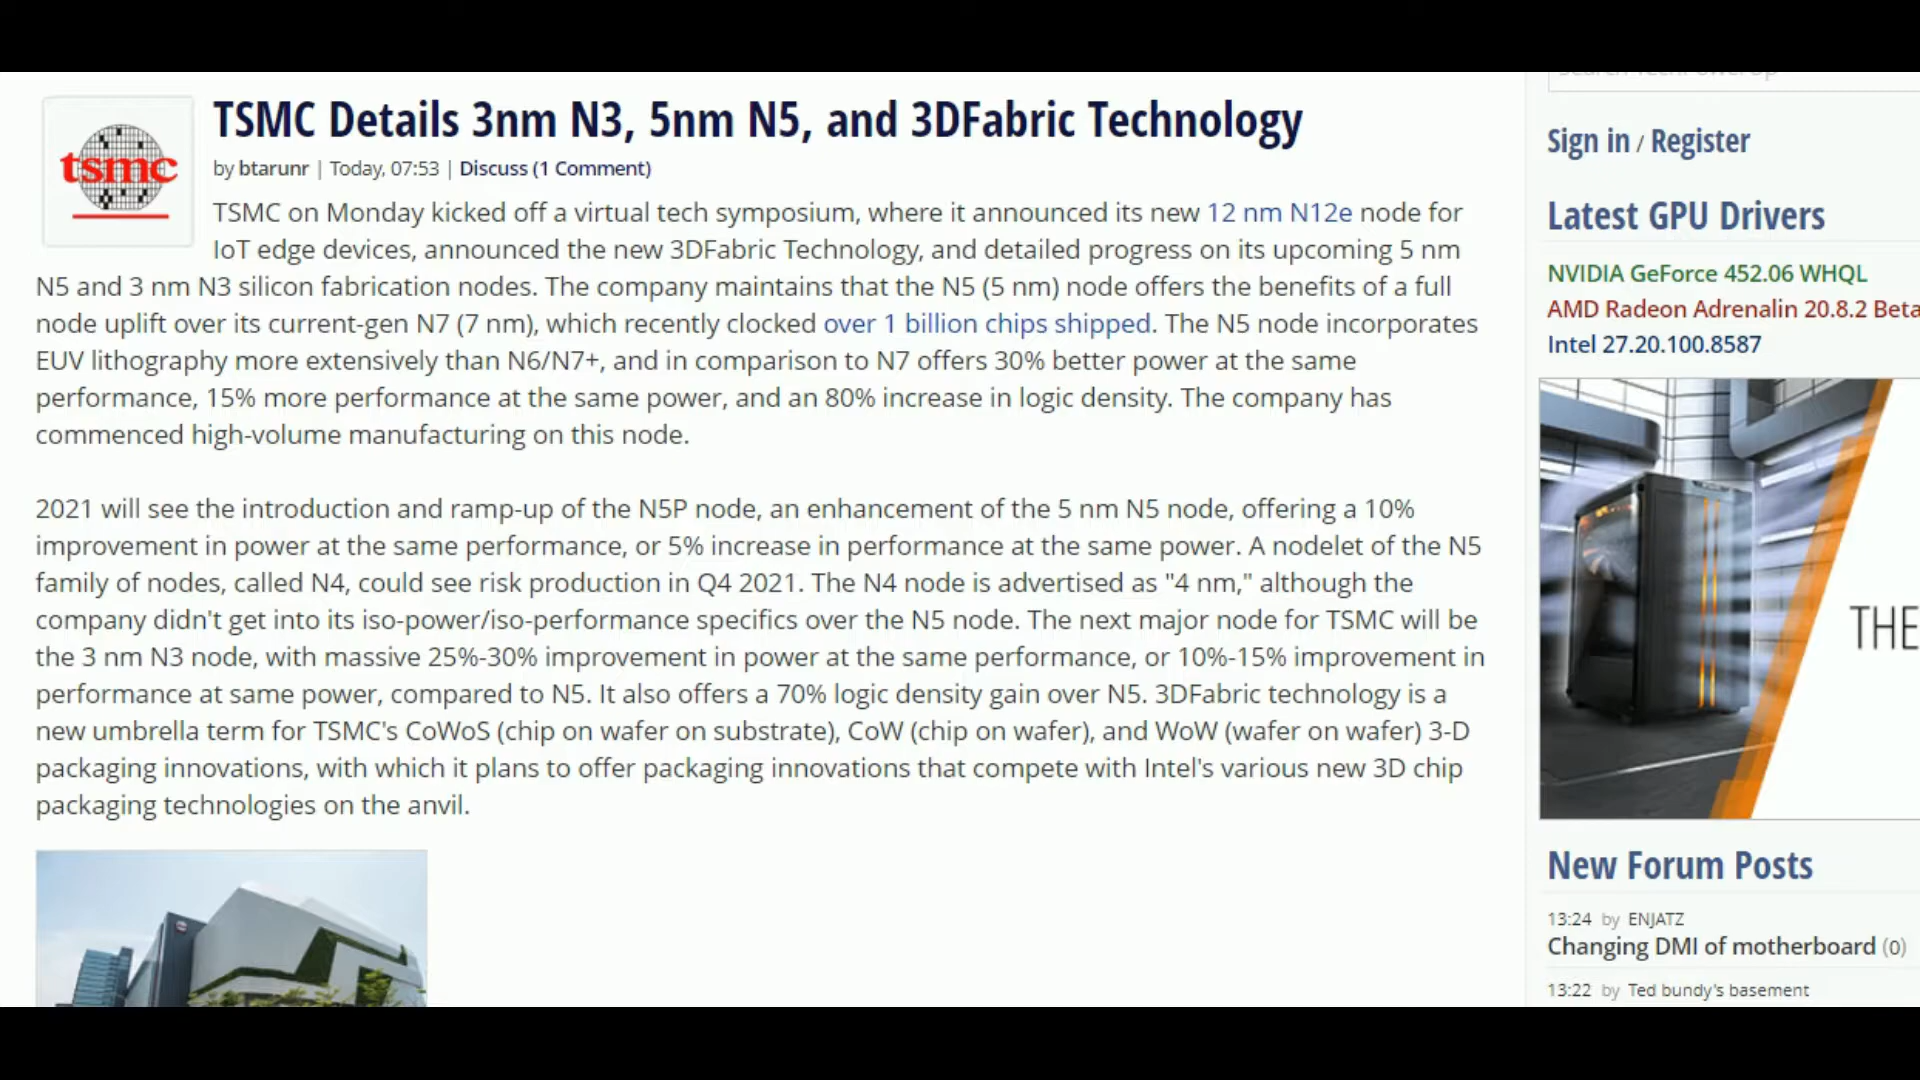 TSMC Details 3nm N3, 5nm N5, and 3DFabric Technology
by btarunr | Today, 07:53 | Discuss (1 Comment)
tsmc
TSMC on Monday kicked off a virtual tech symposium, where it announced its new 12 nm N12e node for
IoT edge devices, announced the new 3DFabric Technology, and detailed progress on its upcoming 5 nm
N5 and 3 nm N3 silicon fabrication nodes. The company maintains that the N5 (5 nm) node offers the benefits of a full
node uplift over its current-gen N7 (7 nm), which recently clocked over 1 billion chips shipped. The N5 node incorporates
EUV lithography more extensively than N6/N7+, and in comparison to N7 offers 30% better power at the same
performance, 15% more performance at the same power, and an 80% increase in logic density. The company has
commenced high-volume manufacturing on this node.
2021 will see the introduction and ramp-up of the N5P node, an enhancement of the 5 nm N5 node, offering a 10%
improvement in power at the same performance, or 5% increase in performance at the same power. A nodelet of the N5
family of nodes, called N4, could see risk production in Q4 2021. The N4 node is advertised as "4 nm," although the
company didn't get into its iso-power/iso-performance specifics over the N5 node. The next major node for TSMC will be
the 3 nm N3 node, with massive 25%-30% improvement in power at the same performance, or 10%-15% improvement in
performance at same power, compared to N5. It also offers a 70% logic density gain over N5. 3DFabric technology is a
new umbrella term for TSMC's CoWoS (chip on wafer on substrate), CoW (chip on wafer), and WoW (wafer on wafer) 3-D
packaging innovations, with which it plans to offer packaging innovations that compete with Intel's various new 3D chip
packaging technologies on the anvil.
Sign in / Register
Latest GPU Drivers
NVIDIA GeForce 452.06 WHQL
AMD Radeon Adrenalin 20.8.2 Beta
Intel 27.20.100.8587
THE
New Forum Posts
13:24 by ENJATZ
Changing DMI of motherboard (0)
13:22 by Ted bundy's basement